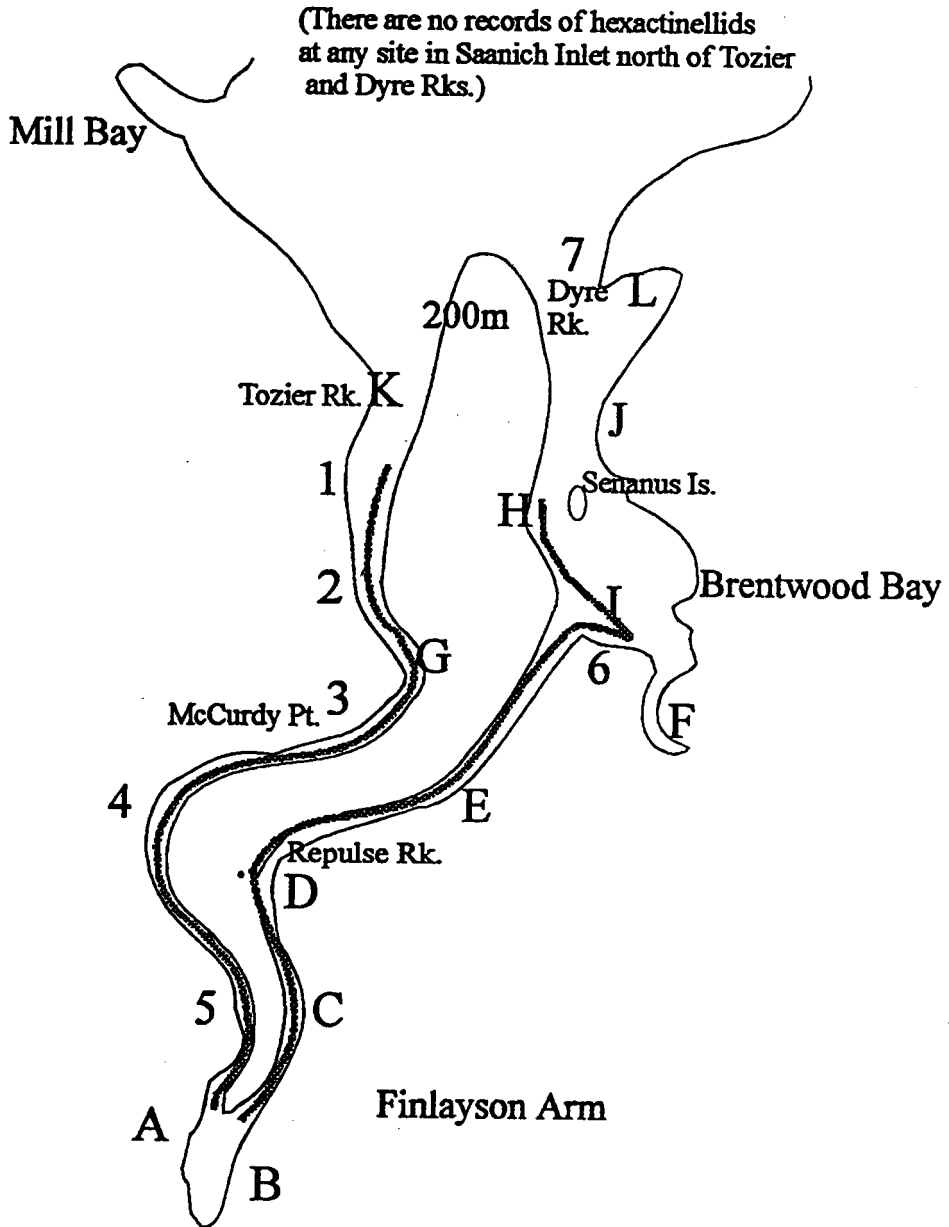 (There are no records of hexactinellids
at any site in Saanich Inlet north of Tozier
and Dyre Rks.)
Mill Bay
7
Dyre
Rk.
L
200m
Tozier Rk. K
J
1
Senanus Is.
H
2
Brentwood Bay
I
G
6
3
McCurdy Pt.
F
4
E
Repulse Rk.
D
5
C
Finlayson Arm
A
B